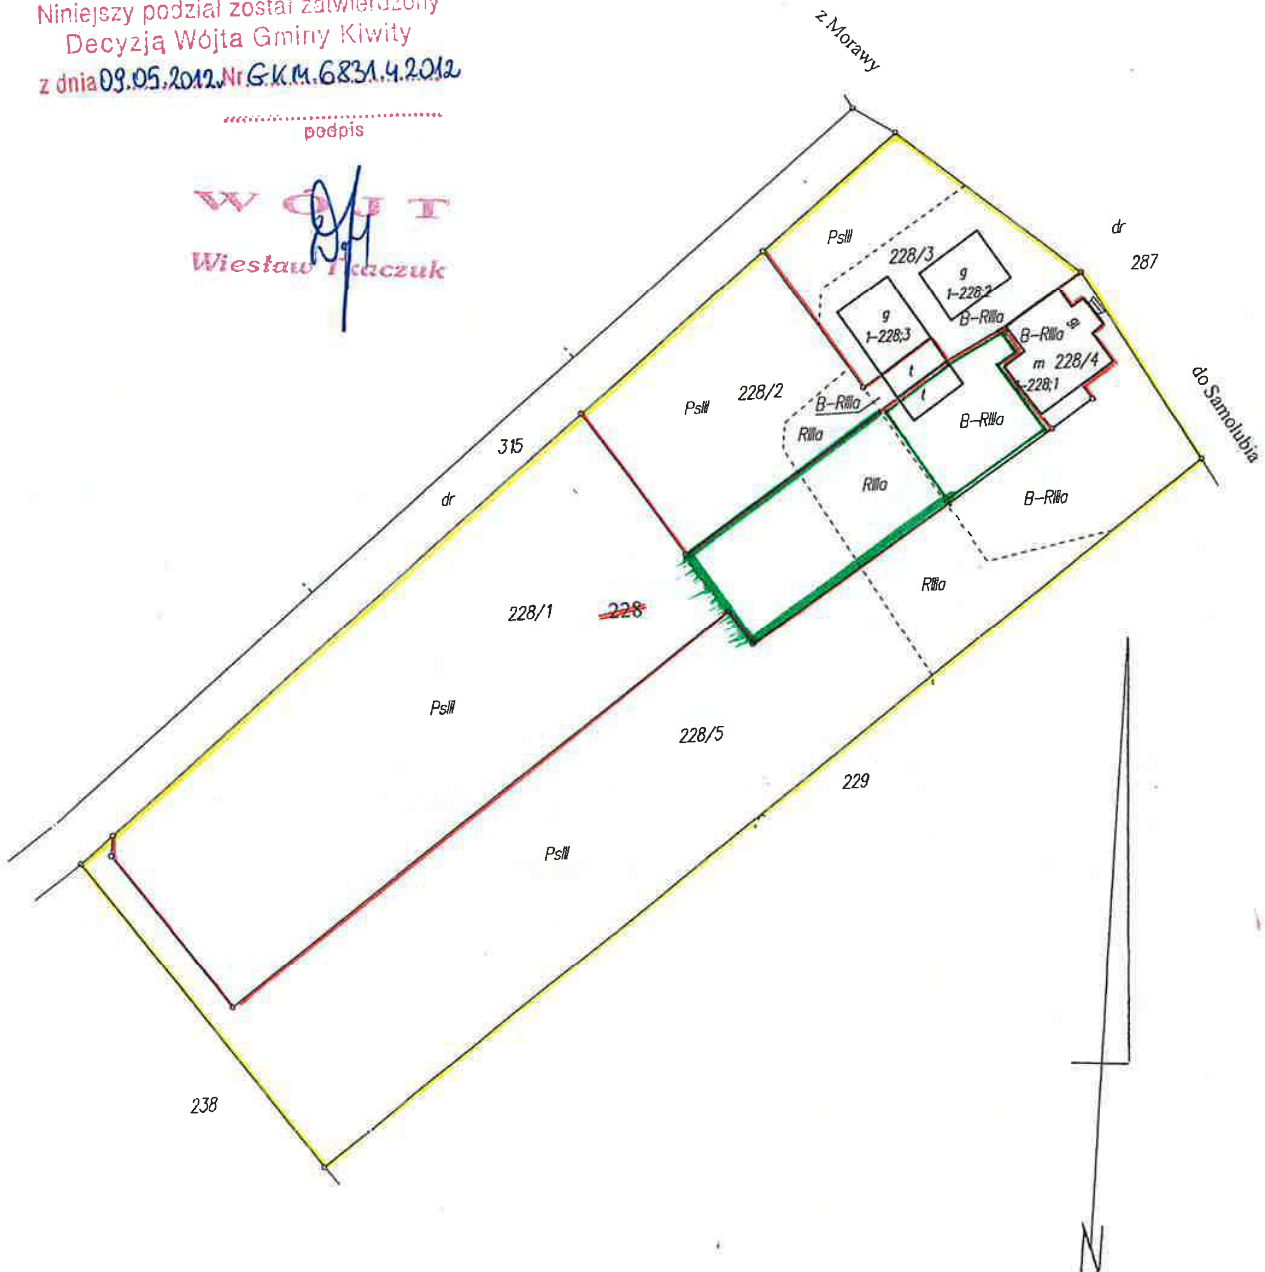 Niniejszy podział został zatwierdzony
Decyzją Wójta Gminy Kiwity
z dnia 09.05.2012 Nr GKM.6831.4.2012
podpis
WÓJT
Wiesław Tkaczuk
z Morawy
dr
287
do Samolubia
PsIII
228/3
g
1-228;2
g
1-228;3
B-RIIIa
B-RIIIa
g
m 228/4
1-228;1
t
t
228/2
PsIII
B-RIIIa
RIIIa
B-RIIIa
315
dr
RIIIa
B-RIIIa
RIIIa
228/1
228
PsIII
228/5
229
PsIII
238
N